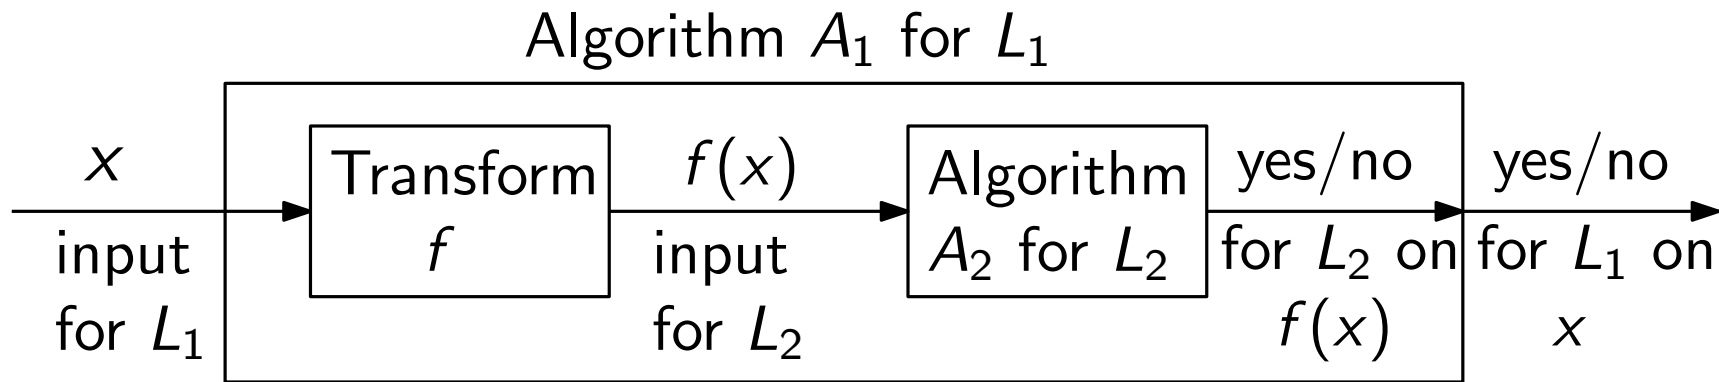 Algorithm A₁ for L₁
x
input
for L₁
Transform
f
f(x)
input
for L₂
Algorithm
A₂ for L₂
yes/no
for L₂ on
f(x)
yes/no
for L₁ on
x